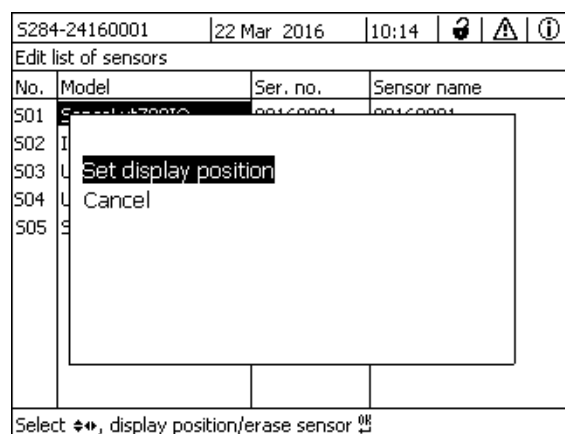 S284-24160001 22 Mar 2016 10:14
Edit list of sensors
No. Model Ser. no. Sensor name
S01
S02
S03
Set display position
S04
Cancel
S05
Select, display position/erase sensor OK